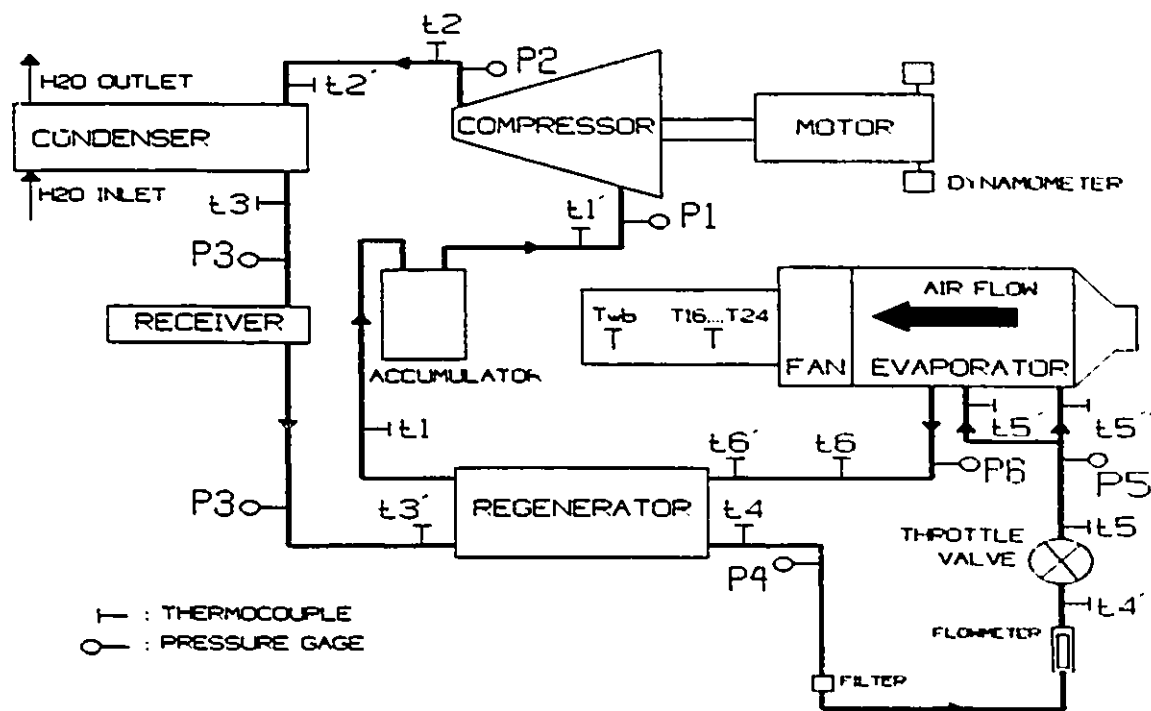 t2
P2
H2O OUTLET
t2'
CONDENSER
COMPRESSOR
MOTOR
H2O INLET
DYNAMOMETER
t3
t1'
P1
P3
AIR FLOW
RECEIVER
Twb
T16....T24
FAN
EVAPORATOR
ACCUMULATOR
t1
t5'
t5''
t6'
t6
P6
P5
P3
t3'
REGENERATOR
t4
t5
THROTTLE
VALVE
P4
t4'
: THERMOCOUPLE
: PRESSURE GAGE
FLOWMETER
FILTER